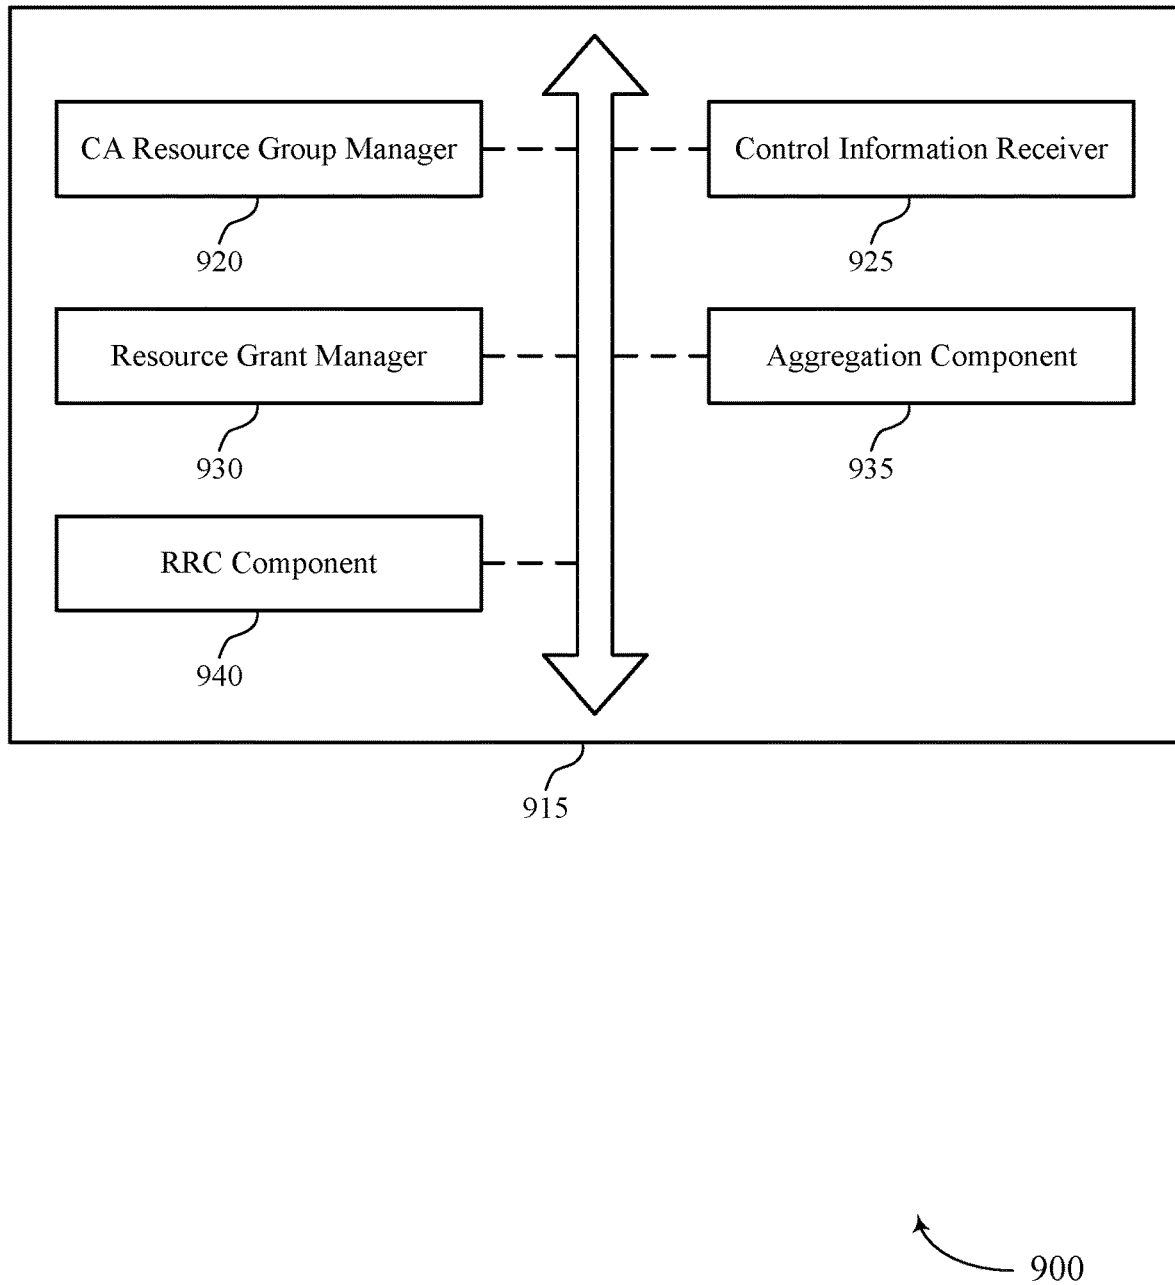 CA Resource Group Manager
Control Information Receiver
920
925
Resource Grant Manager
Aggregation Component
930
935
RRC Component
940
915
900